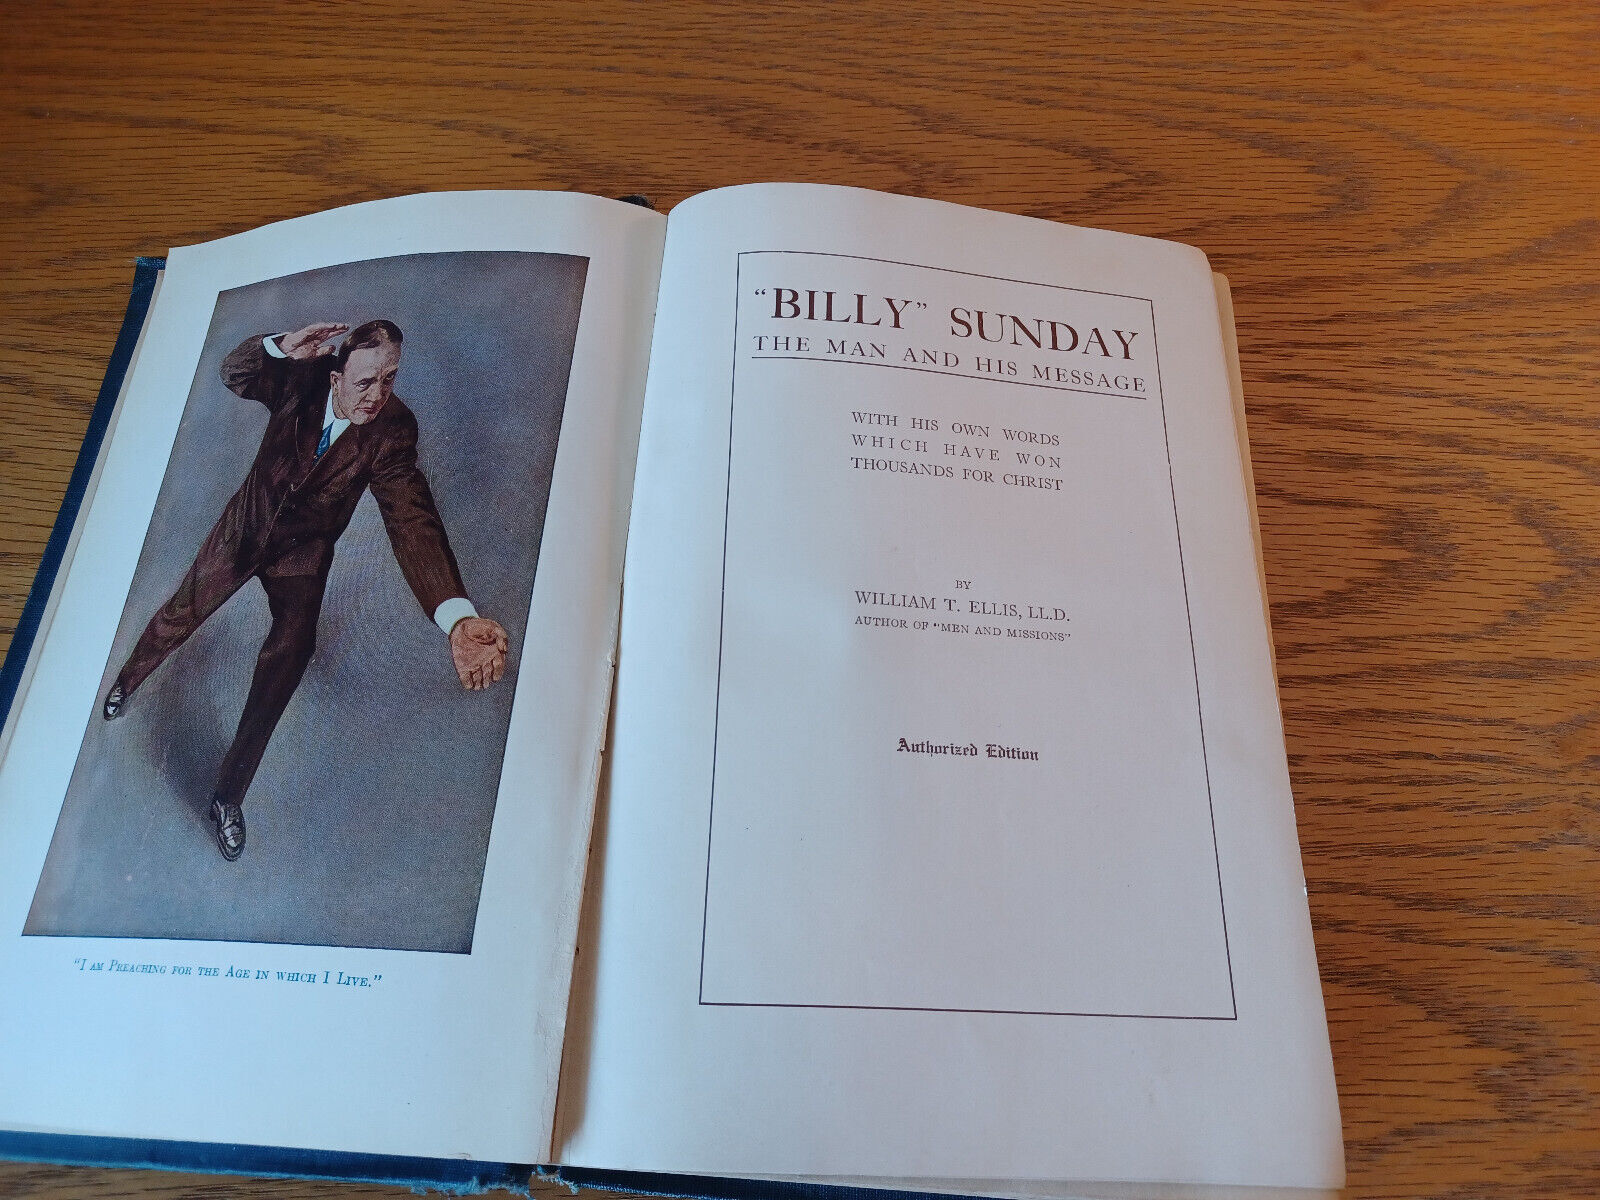 "I am Preaching for the Age in which I Live."
"BILLY" SUNDAY
THE MAN AND HIS MESSAGE
WITH HIS OWN WORDS
WHICH HAVE WON
THOUSANDS FOR CHRIST
BY
WILLIAM T. ELLIS, LL.D.
AUTHOR OF "MEN AND MISSIONS"
Authorized Edition